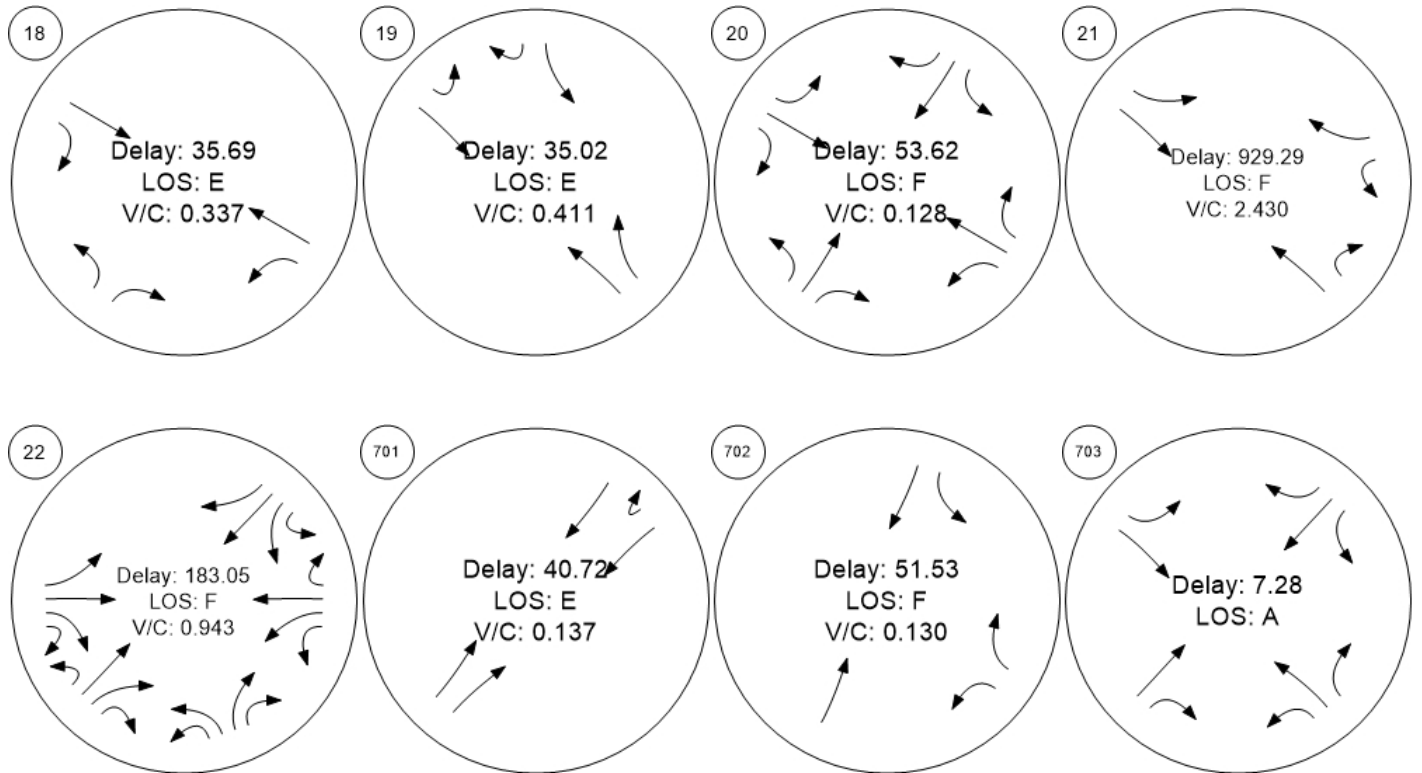 18
Delay: 35.69
LOS: E
V/C: 0.337
19
Delay: 35.02
LOS: E
V/C: 0.411
20
Delay: 53.62
LOS: F
V/C: 0.128
21
Delay: 929.29
LOS: F
V/C: 2.430
22
Delay: 183.05
LOS: F
V/C: 0.943
701
Delay: 40.72
LOS: E
V/C: 0.137
702
Delay: 51.53
LOS: F
V/C: 0.130
703
Delay: 7.28
LOS: A